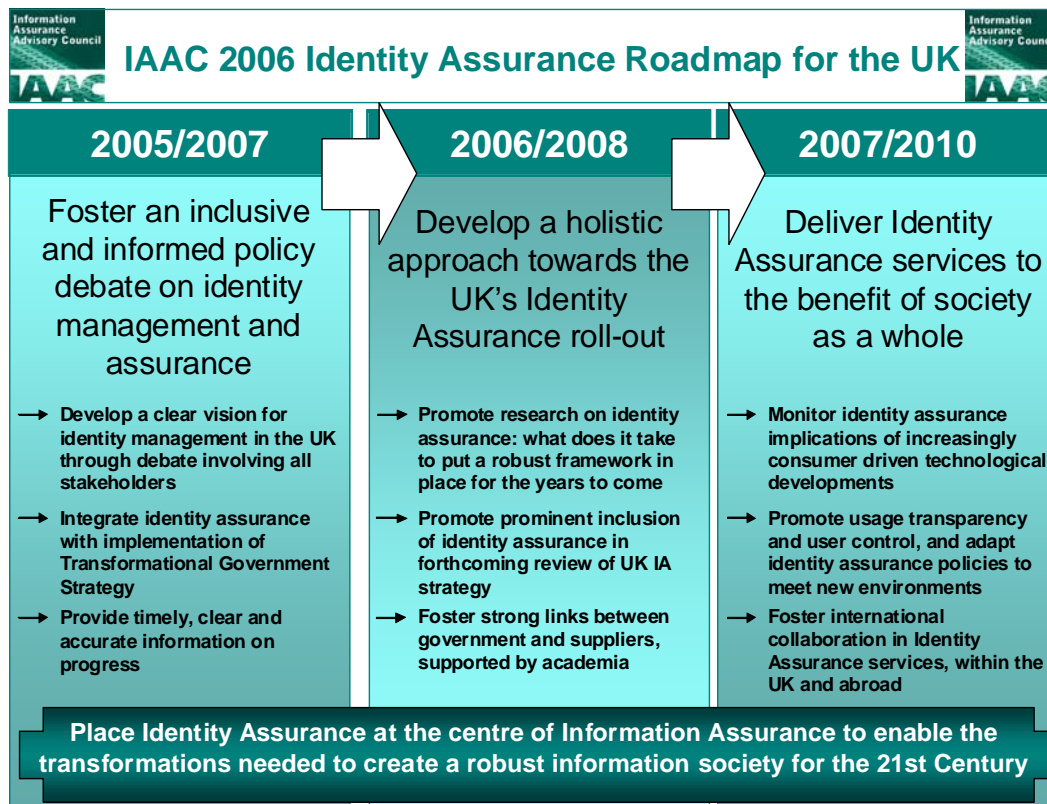 Information
Assurance
Advisory Council
IAAC
IAAC 2006 Identity Assurance Roadmap for the UK
Information
Assurance
Advisory Counc
IAAC
2005/2007
Foster an inclusive
and informed policy
debate on identity
management and
assurance
Develop a clear vision for
identity management in the UK
through debate involving all
stakeholders
Integrate identity assurance
with implementation of
Transformational Government
Strategy
Provide timely, clear and
accurate information on
progress
2006/2008
Develop a holistic
approach towards the
UK’s Identity
Assurance roll-out
Promote research on identity
assurance: what does it take
to put a robust framework in
place for the years to come
Promote prominent inclusion
of identity assurance in
forthcoming review of UK IA
strategy
Foster strong links between
government and suppliers,
supported by academia
2007/2010
Deliver Identity
Assurance services to
the benefit of society
as a whole
Monitor identity assurance
implications of increasingly
consumer driven technological
developments
Promote usage transparency
and user control, and adapt
identity assurance policies to
meet new environments
Foster international
collaboration in Identity
Assurance services, within the
UK and abroad
Place Identity Assurance at the centre of Information Assurance to enable the
transformations needed to create a robust information society for the 21st Century